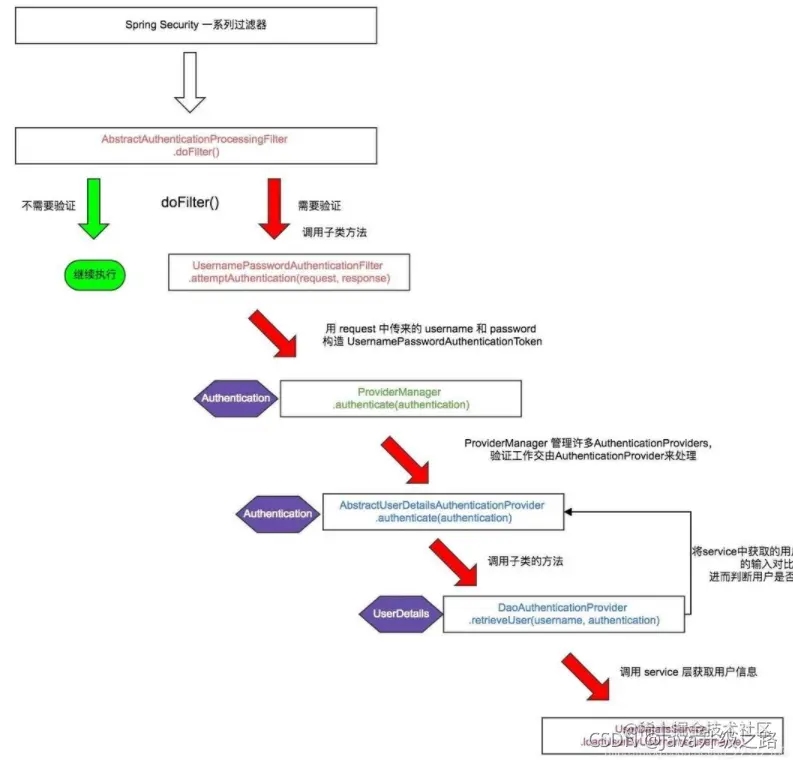 Spring Security 一系列过滤器
AbstractAuthenticationProcessingFilter
.doFilter()
不需要验证
doFilter()
需要验证
调用子类方法
继续执行
UsernamePasswordAuthenticationFilter
.attemptAuthentication(request, response)
用 request 中传来的 username 和 password
构造 UsernamePasswordAuthenticationToken
Authentication
ProviderManager
.authenticate(authentication)
ProviderManager 管理许多AuthenticationProviders,
验证工作交由AuthenticationProvider来处理
Authentication
AbstractUserDetailsAuthenticationProvider
.authenticate(authentication)
调用子类的方法
将service中获取的用
的输入对比
进而判断用户是否
UserDetails
DaoAuthenticationProvider
.retrieveUser(username, authentication)
调用 service 层获取用户信息
@稀土掘金技术社区
CSDN @java升级之路